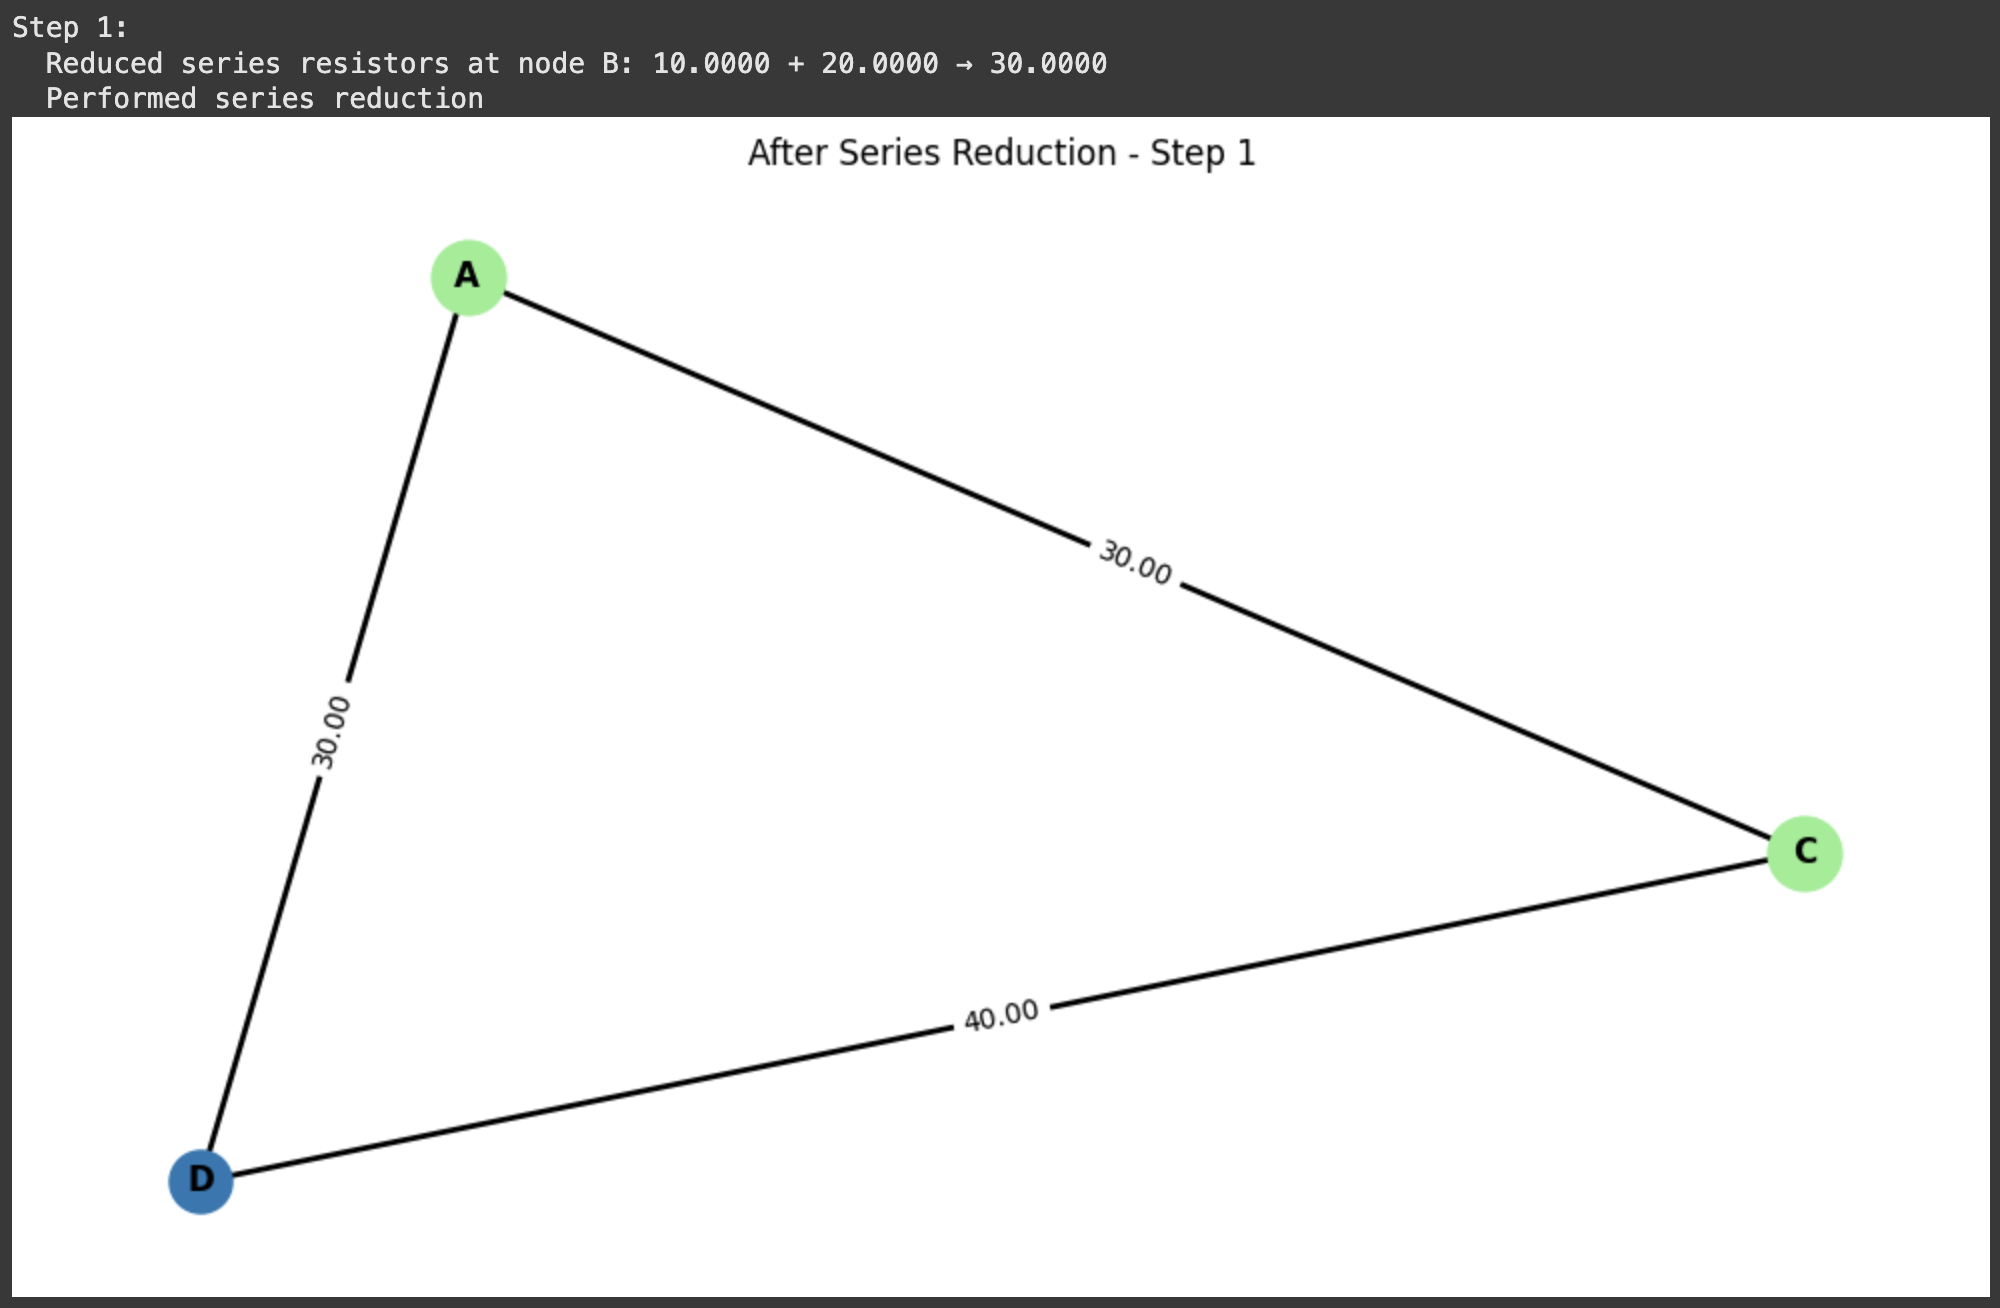 Step 1:
Reduced series resistors at node B: 10.0000 + 20.0000 → 30.0000
Performed series reduction
After Series Reduction - Step 1
A
30.00
30.00
C
40.00
D